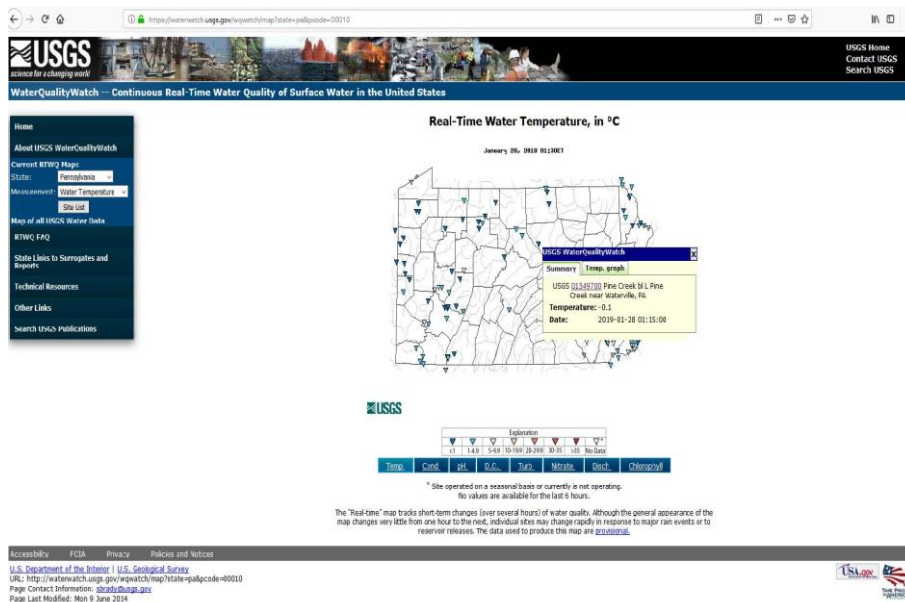 https://waterwatch.usgs.gov/wqwatch/map?state=pa&pcode=00010
USGS
science for a changing world
USGS Home
Contact USGS
Search USGS
WaterQualityWatch -- Continuous Real-Time Water Quality of Surface Water in the United States
Home
About USGS WaterQualityWatch
Current RTWQ Maps
State: Pennsylvania
Measurement: Water Temperature
Site List
Map of all USGS Water Data
RTWQ FAQ
State Links to Surrogates and
Reports
Technical Resources
Other Links
Search USGS Publications
Real-Time Water Temperature, in °C
January 28, 2019 01:30ET
USGS WaterQualityWatch x
Summary Temp. graph
USGS 01549700 Pine Creek bl L Pine
Creek near Waterville, PA
Temperature: -0.1
Date: 2019-01-28 01:15:00
USGS
Explanation
<1 1-4.9 5-9.9 10-19.9 20-29.9 30-35 >35 No Data
Temp. Cond. pH D.O. Turb. Nitrate Disch. Chlorophyll
* Site operated on a seasonal basis or currently is not operating.
No values are available for the last 6 hours.
The "Real-time" map tracks short-term changes (over several hours) of water quality. Although the general appearance of the
map changes very little from one hour to the next, individual sites may change rapidly in response to major rain events or to
reservoir releases. The data used to produce this map are provisional.
Accessibility FOIA Privacy Policies and Notices
U.S. Department of the Interior | U.S. Geological Survey
URL: http://waterwatch.usgs.gov/wqwatch/map?state=pa&pcode=00010
Page Contact Information: sbrady@usgs.gov
Page Last Modified: Mon 9 June 2014
USA.gov